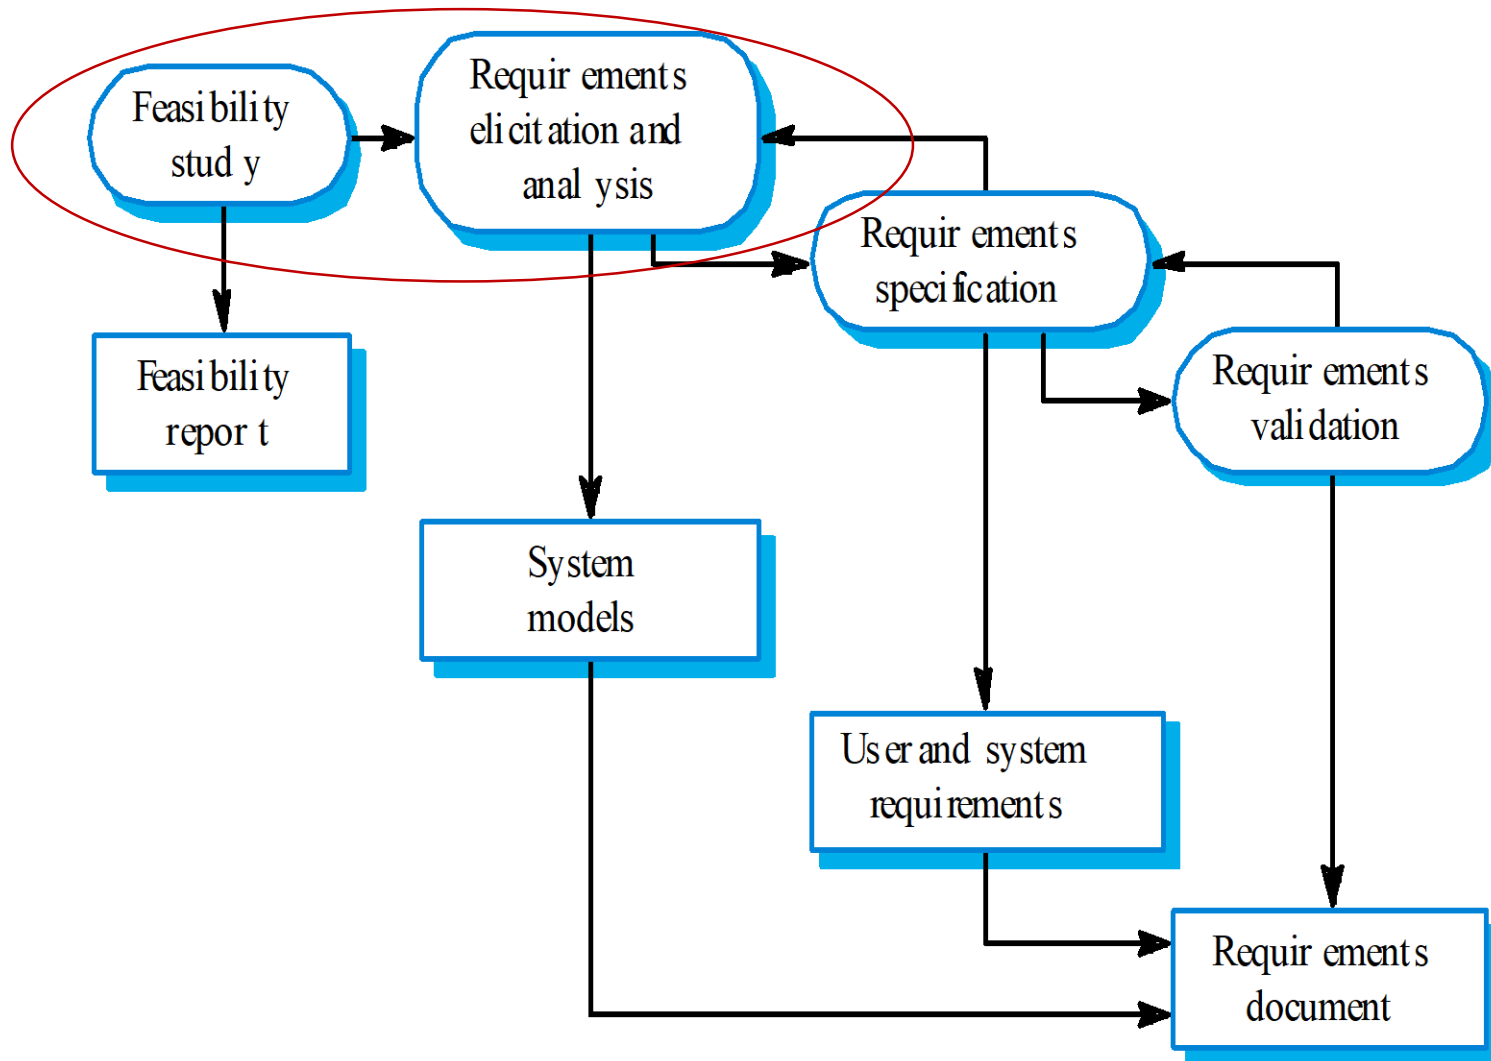 Feasibility
study
Requirements
elicitation and
analysis
Requirements
specification
Requirements
validation
Feasibility
report
System
models
User and system
requirements
Requirements
document